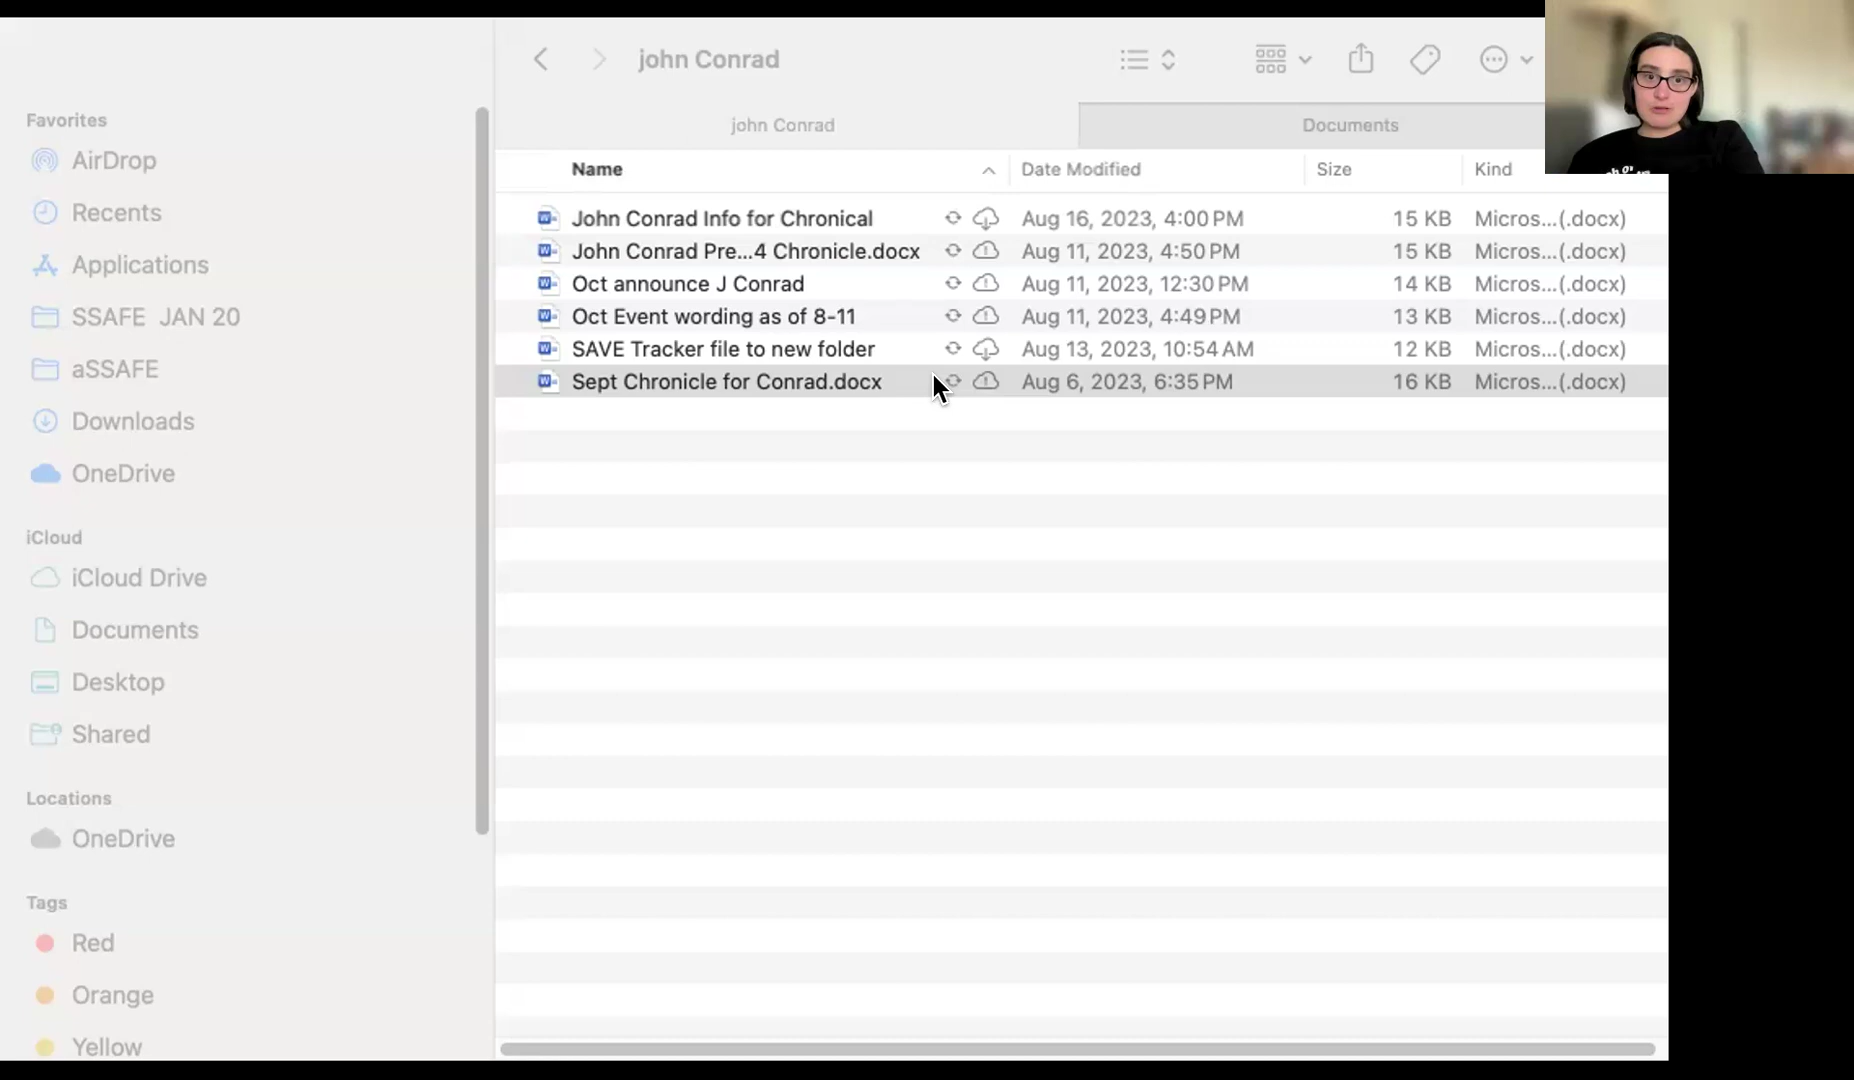 john Conrad
john Conrad
Documents
Favorites
AirDrop
Recents
Applications
SSAFE JAN 20
aSSAFE
Downloads
OneDrive
iCloud
iCloud Drive
Documents
Desktop
Shared
Locations
OneDrive
Tags
Red
Orange
Yellow
Name Date Modified Size Kind
John Conrad Info for Chronical Aug 16, 2023, 4:00 PM 15 KB Micros...(.docx)
John Conrad Pre...4 Chronicle.docx Aug 11, 2023, 4:50 PM 15 KB Micros...(.docx)
Oct announce J Conrad Aug 11, 2023, 12:30 PM 14 KB Micros...(.docx)
Oct Event wording as of 8-11 Aug 11, 2023, 4:49 PM 13 KB Micros...(.docx)
SAVE Tracker file to new folder Aug 13, 2023, 10:54 AM 12 KB Micros...(.docx)
Sept Chronicle for Conrad.docx Aug 6, 2023, 6:35 PM 16 KB Micros...(.docx)